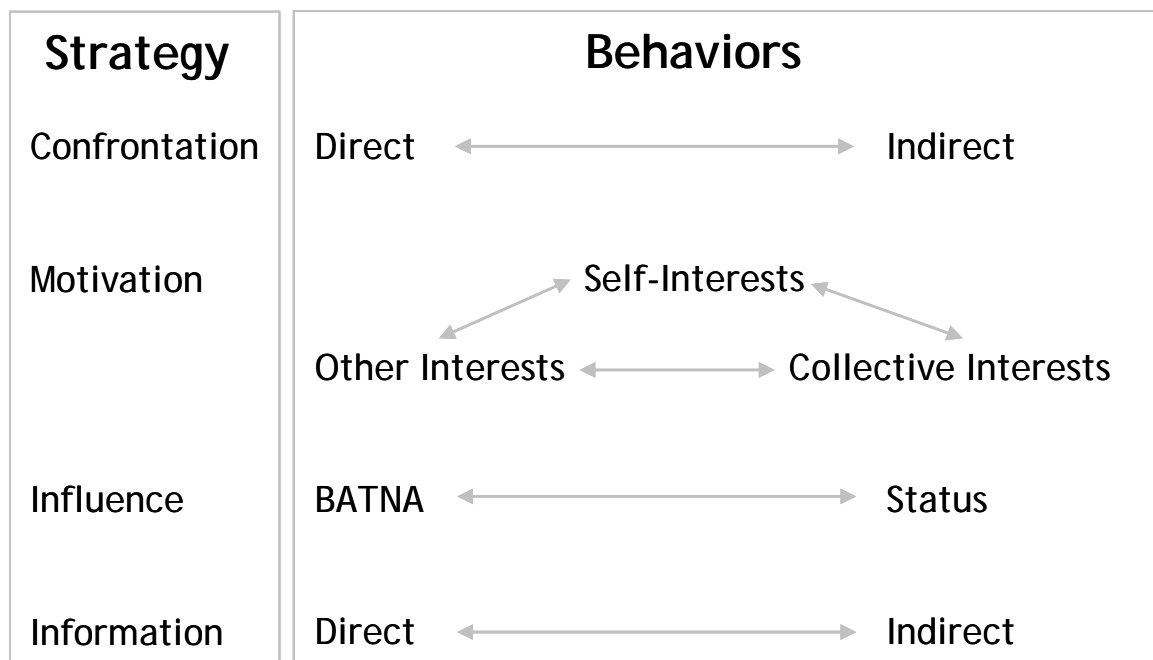 Strategy Behaviors
Confrontation Direct Indirect
Motivation Self-Interests
Other Interests Collective Interests
Influence BATNA Status
Information Direct Indirect